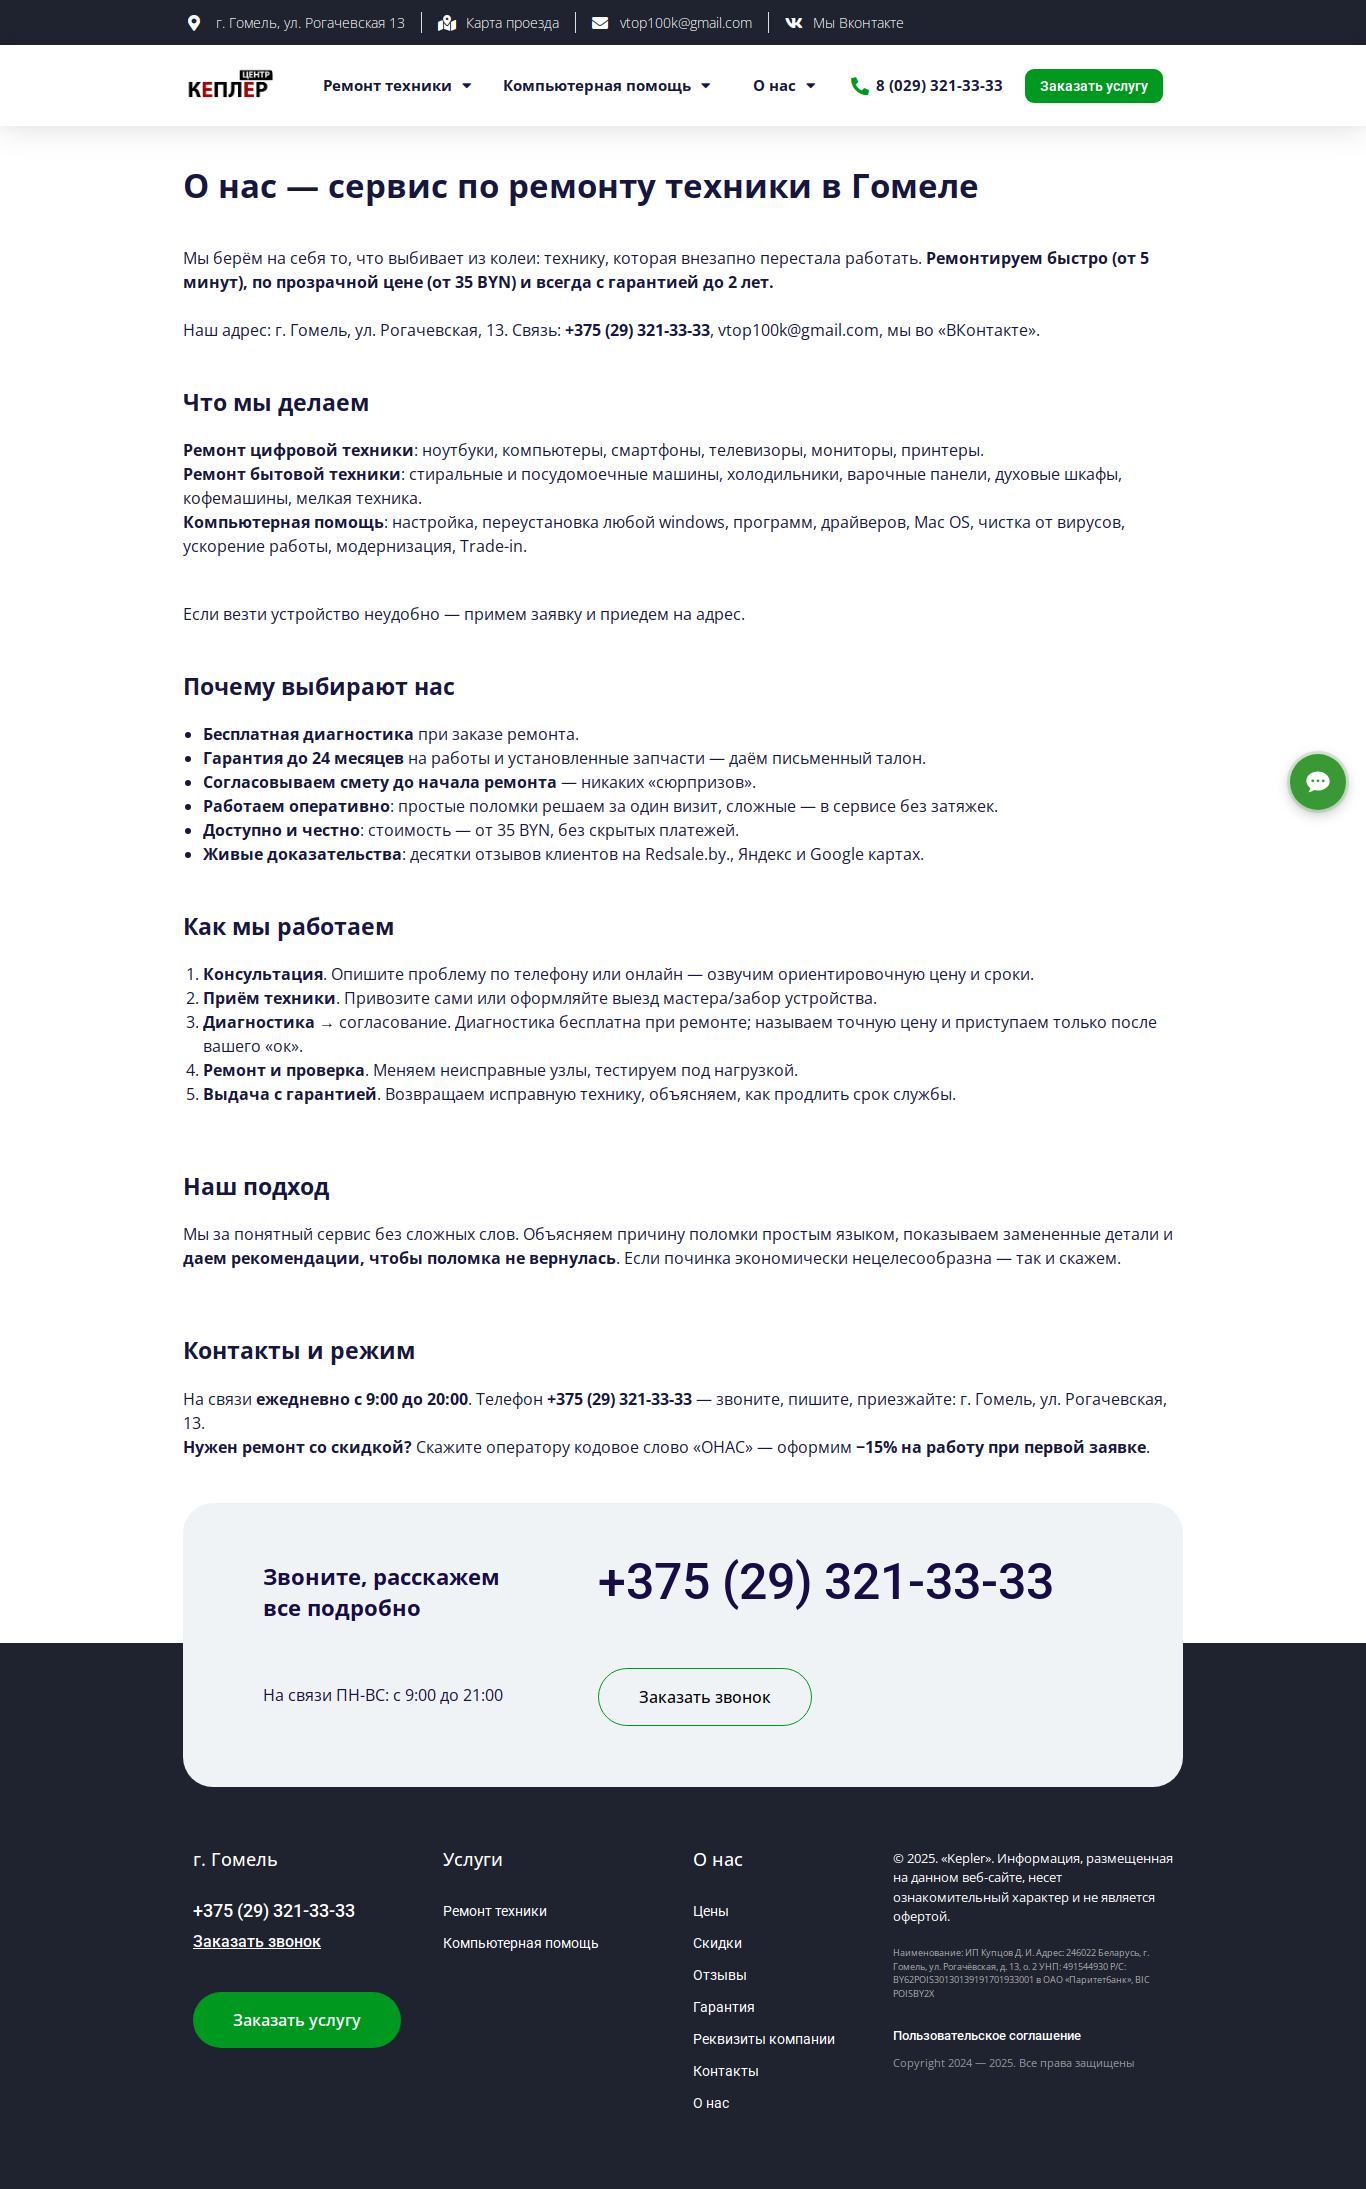 г. Гомель, ул. Рогачевская 13
Карта проезда
vtop100k@gmail.com
Мы Вконтакте
КЕПЛЕР ЦЕНТР
Ремонт техники
Компьютерная помощь
О нас
8 (029) 321-33-33
Заказать услугу
О нас — сервис по ремонту техники в Гомеле
Мы берём на себя то, что выбивает из колеи: технику, которая внезапно перестала работать. Ремонтируем быстро (от 5
минут), по прозрачной цене (от 35 BYN) и всегда с гарантией до 2 лет.
Наш адрес: г. Гомель, ул. Рогачевская, 13. Связь: +375 (29) 321-33-33, vtop100k@gmail.com, мы во «ВКонтакте».
Что мы делаем
Ремонт цифровой техники: ноутбуки, компьютеры, смартфоны, телевизоры, мониторы, принтеры.
Ремонт бытовой техники: стиральные и посудомоечные машины, холодильники, варочные панели, духовые шкафы,
кофемашины, мелкая техника.
Компьютерная помощь: настройка, переустановка любой windows, программ, драйверов, Mac OS, чистка от вирусов,
ускорение работы, модернизация, Trade-in.
Если везти устройство неудобно — примем заявку и приедем на адрес.
Почему выбирают нас
• Бесплатная диагностика при заказе ремонта.
• Гарантия до 24 месяцев на работы и установленные запчасти — даём письменный талон.
• Согласовываем смету до начала ремонта — никаких «сюрпризов».
• Работаем оперативно: простые поломки решаем за один визит, сложные — в сервисе без затяжек.
• Доступно и честно: стоимость — от 35 BYN, без скрытых платежей.
• Живые доказательства: десятки отзывов клиентов на Redsale.by., Яндекс и Google картах.
Как мы работаем
1. Консультация. Опишите проблему по телефону или онлайн — озвучим ориентировочную цену и сроки.
2. Приём техники. Привозите сами или оформляйте выезд мастера/забор устройства.
3. Диагностика → согласование. Диагностика бесплатна при ремонте; называем точную цену и приступаем только после
вашего «ок».
4. Ремонт и проверка. Меняем неисправные узлы, тестируем под нагрузкой.
5. Выдача с гарантией. Возвращаем исправную технику, объясняем, как продлить срок службы.
Наш подход
Мы за понятный сервис без сложных слов. Объясняем причину поломки простым языком, показываем замененные детали и
даем рекомендации, чтобы поломка не вернулась. Если починка экономически нецелесообразна — так и скажем.
Контакты и режим
На связи ежедневно с 9:00 до 20:00. Телефон +375 (29) 321-33-33 — звоните, пишите, приезжайте: г. Гомель, ул. Рогачевская,
13.
Нужен ремонт со скидкой? Скажите оператору кодовое слово «ОНАС» — оформим −15% на работу при первой заявке.
Звоните, расскажем
все подробно
+375 (29) 321-33-33
На связи ПН-ВС: с 9:00 до 21:00
Заказать звонок
г. Гомель
+375 (29) 321-33-33
Заказать звонок
Заказать услугу
Услуги
Ремонт техники
Компьютерная помощь
О нас
Цены
Скидки
Отзывы
Гарантия
Реквизиты компании
Контакты
О нас
© 2025. «Kepler». Информация, размещенная
на данном веб-сайте, несет
ознакомительный характер и не является
офертой.
Наименование: ИП Купцов Д. И. Адрес: 246022 Беларусь, г.
Гомель, ул. Рогачёвская, д. 13, о. 2 УНП: 491544930 Р/С:
BY62POIS30130139191701933001 в ОАО «Паритетбанк», BIC
POISBY2X
Пользовательское соглашение
Copyright 2024 — 2025. Все права защищены